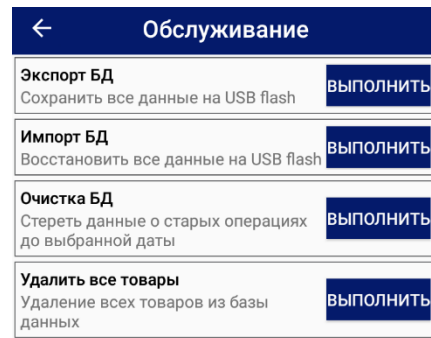 Обслуживание
Экспорт БД
Сохранить все данные на USB flash
ВЫПОЛНИТЬ
Импорт БД
Восстановить все данные на USB flash
ВЫПОЛНИТЬ
Очистка БД
Стереть данные о старых операциях
до выбранной даты
ВЫПОЛНИТЬ
Удалить все товары
Удаление всех товаров из базы
данных
ВЫПОЛНИТЬ